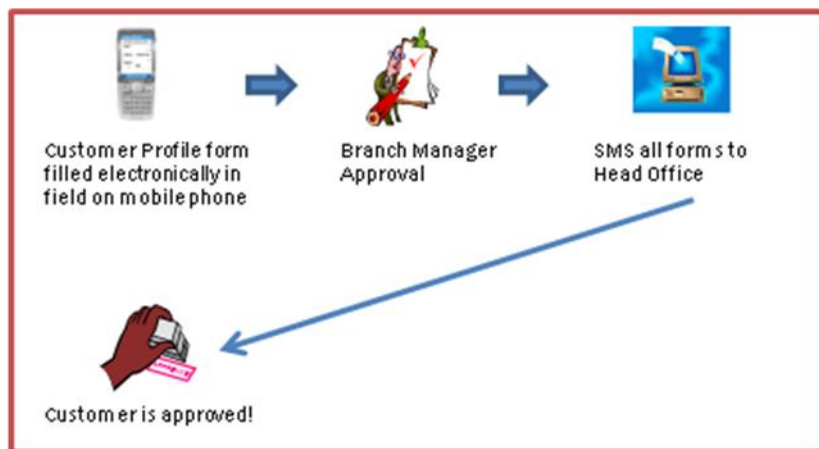 Customer Profile form
filled electronically in
field on mobile phone
Branch Manager
Approval
SMS all forms to
Head Office
Customer is approved!